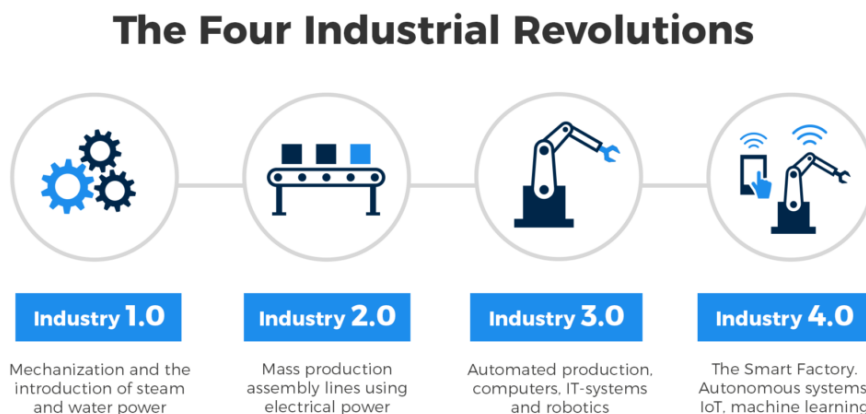 The Four Industrial Revolutions
Industry 1.0
Mechanization and the
introduction of steam
and water power
Industry 2.0
Mass production
assembly lines using
electrical power
Industry 3.0
Automated production,
computers, IT-systems
and robotics
Industry 4.0
The Smart Factory.
Autonomous systems
IoT, machine learning